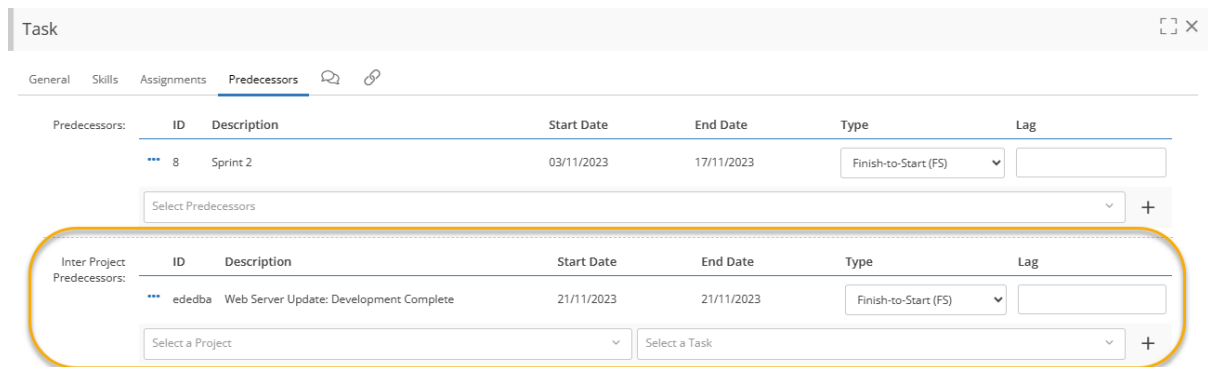 Task
General Skills Assignments Predecessors
Predecessors: ID Description Start Date End Date Type Lag
8 Sprint 2 03/11/2023 17/11/2023 Finish-to-Start (FS)
Select Predecessors
Inter Project Predecessors: ID Description Start Date End Date Type Lag
ededba Web Server Update: Development Complete 21/11/2023 21/11/2023 Finish-to-Start (FS)
Select a Project Select a Task